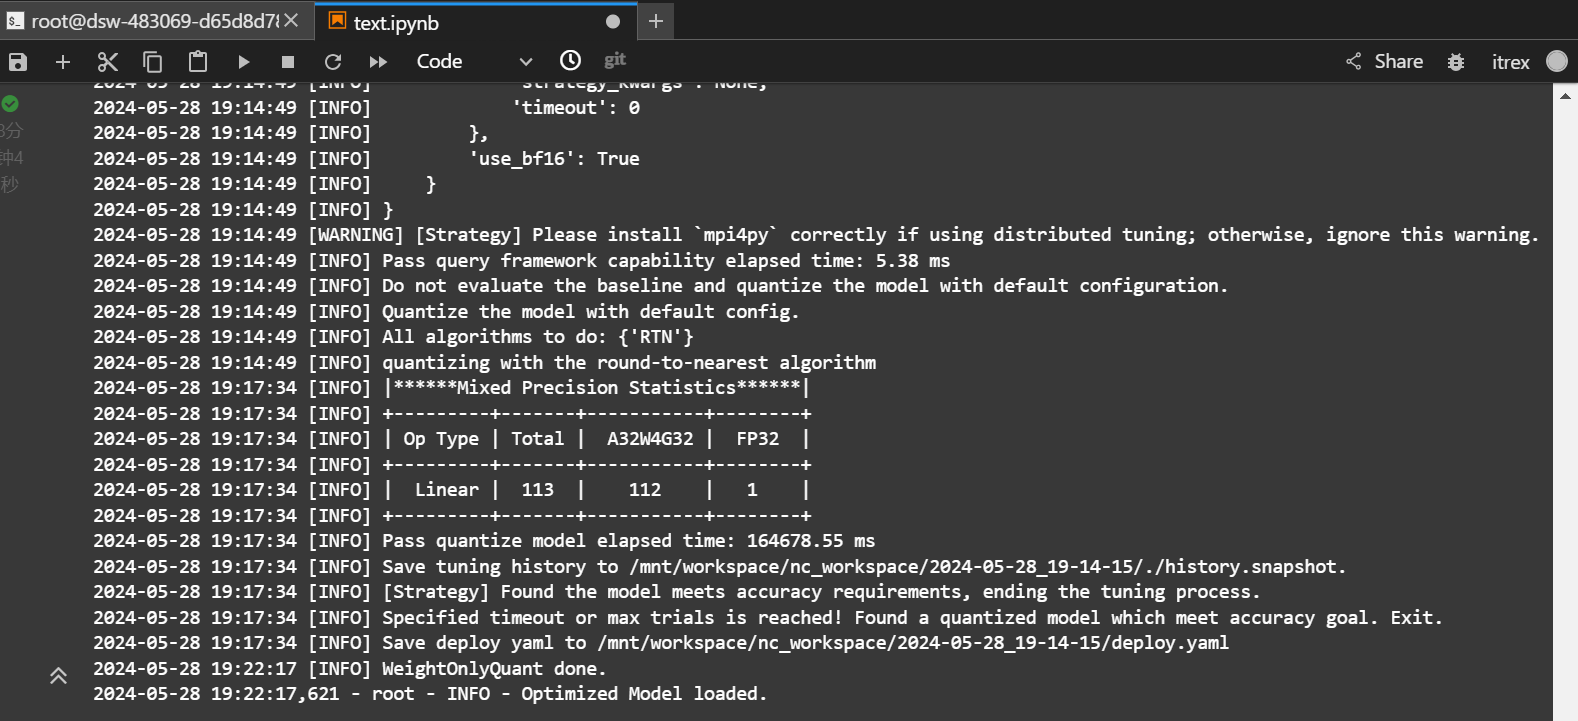 root@dsw-483069-d65d8d78
text.ipynb
Code
git
Share
itrex
2024-05-28 19:14:49 [INFO]              'strategy_kwargs': None,
2024-05-28 19:14:49 [INFO]             'timeout': 0
2024-05-28 19:14:49 [INFO]         },
2024-05-28 19:14:49 [INFO]         'use_bf16': True
2024-05-28 19:14:49 [INFO]     }
2024-05-28 19:14:49 [INFO] }
2024-05-28 19:14:49 [WARNING] [Strategy] Please install `mpi4py` correctly if using distributed tuning; otherwise, ignore this warning.
2024-05-28 19:14:49 [INFO] Pass query framework capability elapsed time: 5.38 ms
2024-05-28 19:14:49 [INFO] Do not evaluate the baseline and quantize the model with default configuration.
2024-05-28 19:14:49 [INFO] Quantize the model with default config.
2024-05-28 19:14:49 [INFO] All algorithms to do: {'RTN'}
2024-05-28 19:14:49 [INFO] quantizing with the round-to-nearest algorithm
2024-05-28 19:17:34 [INFO] |******Mixed Precision Statistics******|
2024-05-28 19:17:34 [INFO] +---------+-------+-----------+--------+
2024-05-28 19:17:34 [INFO] | Op Type | Total |  A32W4G32 |  FP32  |
2024-05-28 19:17:34 [INFO] +---------+-------+-----------+--------+
2024-05-28 19:17:34 [INFO] |  Linear |  113  |    112    |   1    |
2024-05-28 19:17:34 [INFO] +---------+-------+-----------+--------+
2024-05-28 19:17:34 [INFO] Pass quantize model elapsed time: 164678.55 ms
2024-05-28 19:17:34 [INFO] Save tuning history to /mnt/workspace/nc_workspace/2024-05-28_19-14-15/./history.snapshot.
2024-05-28 19:17:34 [INFO] [Strategy] Found the model meets accuracy requirements, ending the tuning process.
2024-05-28 19:17:34 [INFO] Specified timeout or max trials is reached! Found a quantized model which meet accuracy goal. Exit.
2024-05-28 19:17:34 [INFO] Save deploy yaml to /mnt/workspace/nc_workspace/2024-05-28_19-14-15/deploy.yaml
2024-05-28 19:22:17 [INFO] WeightOnlyQuant done.
2024-05-28 19:22:17,621 - root - INFO - Optimized Model loaded.